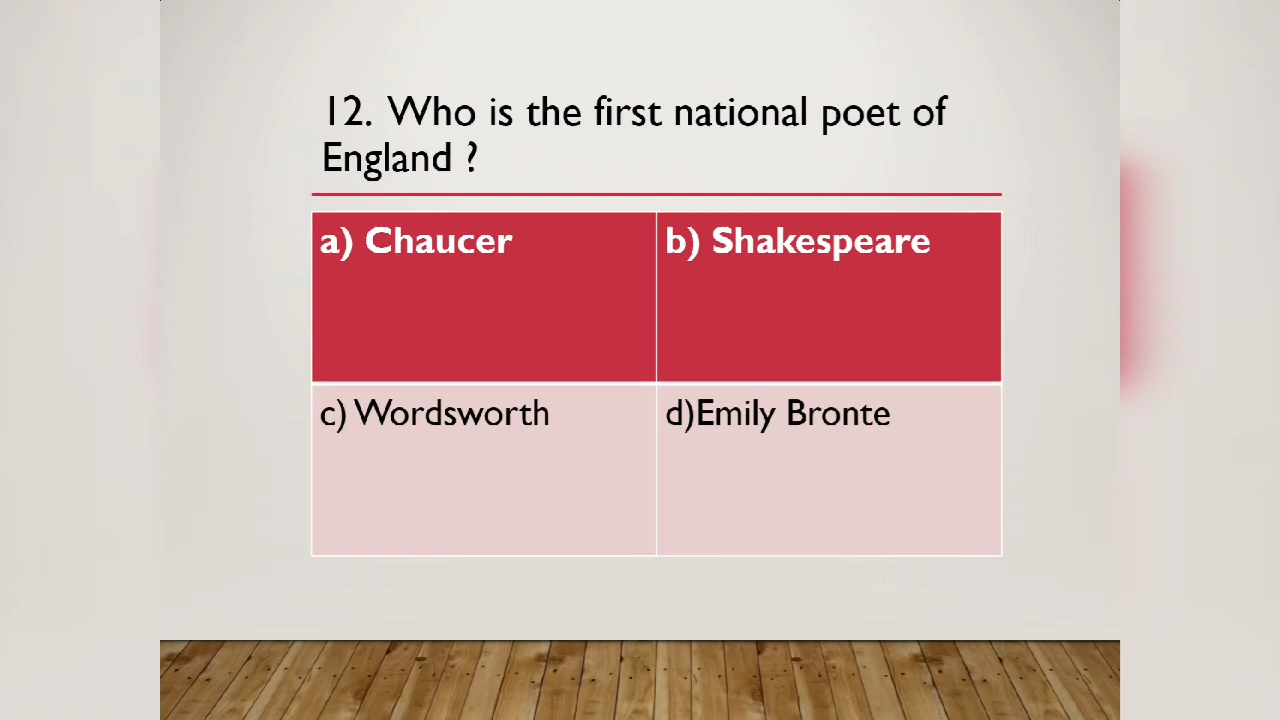 12. Who is the first national poet of
England ?
a) Chaucer
b) Shakespeare
c) Wordsworth
d)Emily Bronte